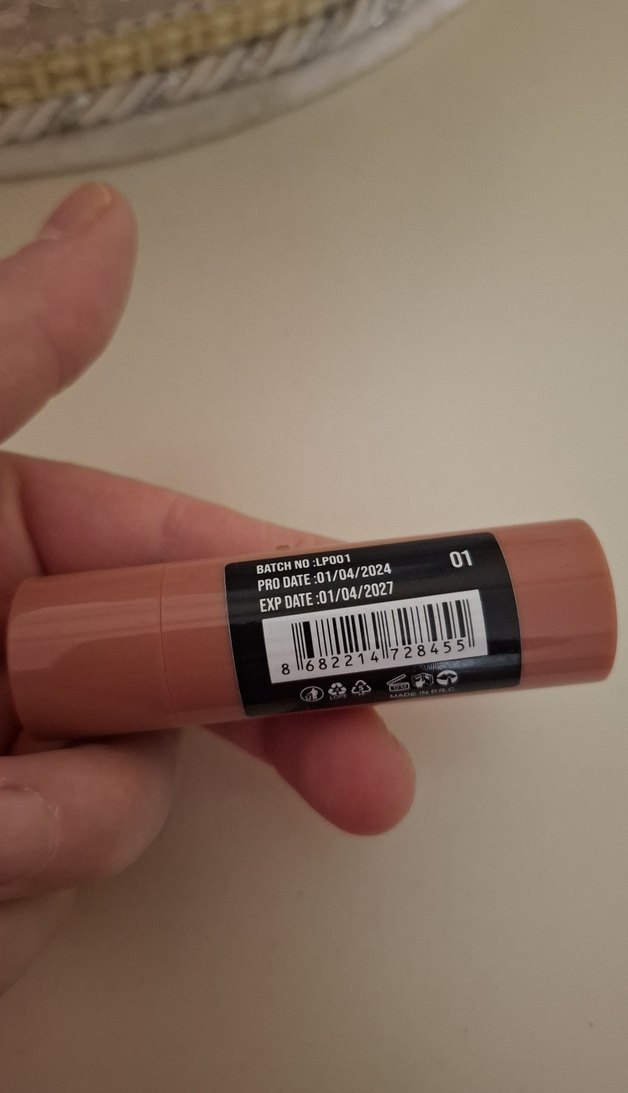 BATCH NO :LP001
PRO DATE :01/04/2024
EXP DATE :01/04/2027
01
8 682214 728455
MADE IN P.R.C.